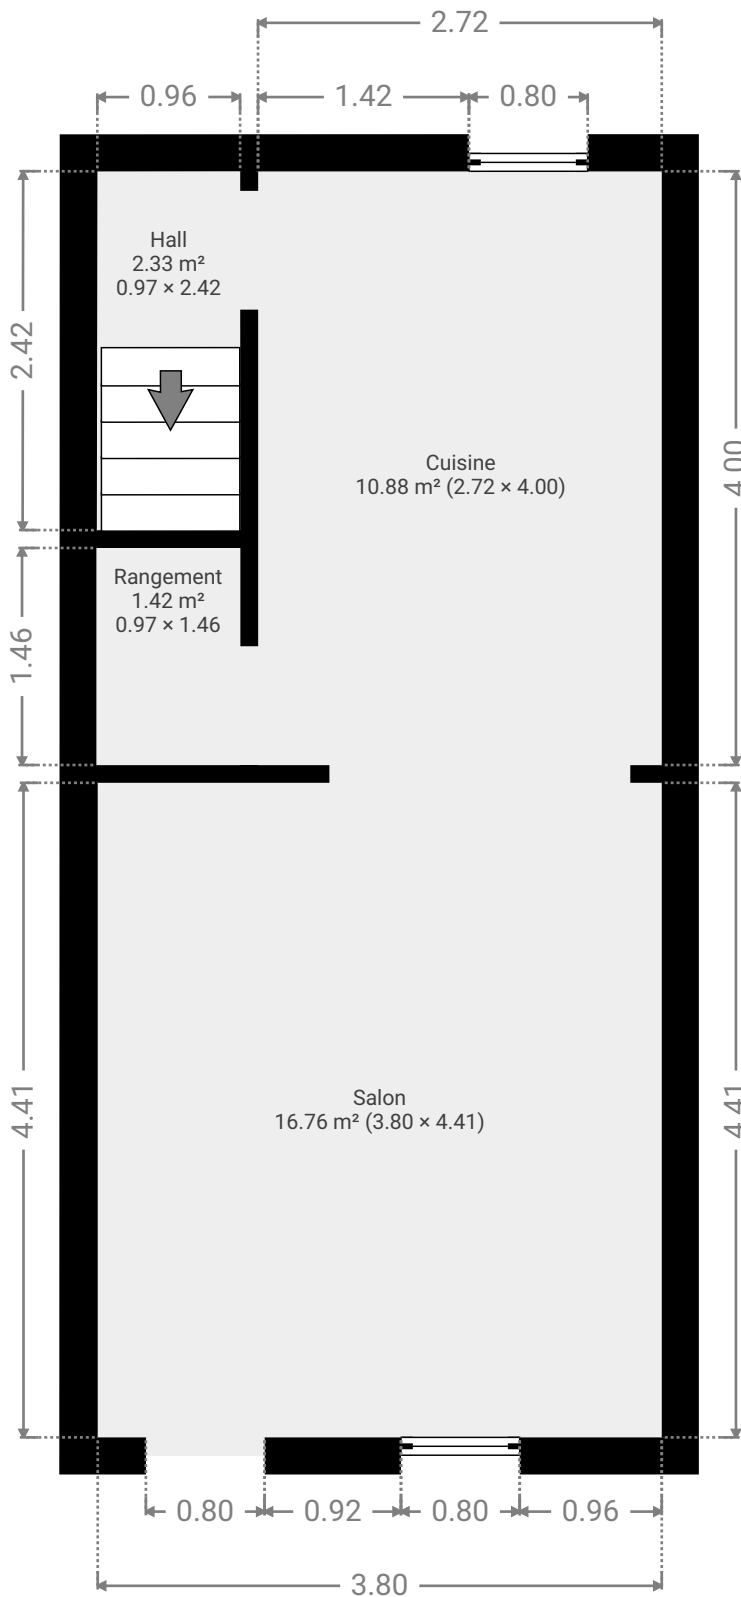 2.72
0.96
1.42
0.80
Hall
2.33 m²
0.97 × 2.42
2.42
4.00
Cuisine
10.88 m² (2.72 × 4.00)
Rangement
1.42 m²
0.97 × 1.46
1.46
Salon
16.76 m² (3.80 × 4.41)
4.41
4.41
0.80
0.92
0.80
0.96
3.80